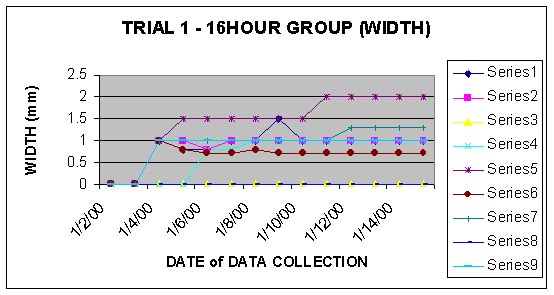 TRIAL 1 - 16HOUR GROUP (WIDTH)
WIDTH (mm)
2.5
2
1.5
1
0.5
0
1/2/00
1/4/00
1/6/00
1/8/00
1/10/00
1/12/00
1/14/00
DATE of DATA COLLECTION
Series1
Series2
Series3
Series4
Series5
Series6
Series7
Series8
Series9